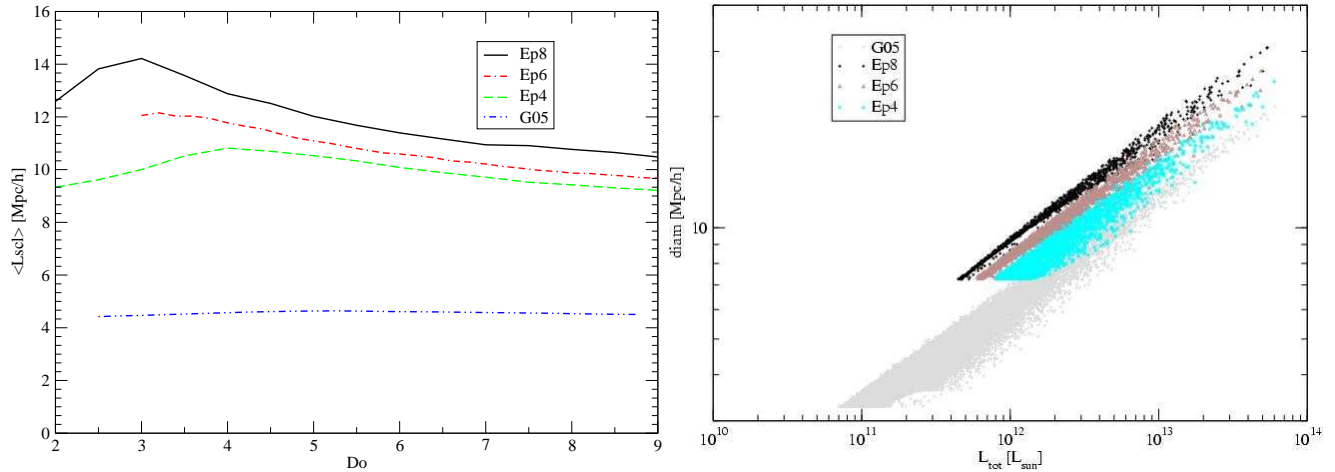 16
14
12
10
8
6
4
2
0
<Lscl> [Mpc/h]
Ep8
Ep6
Ep4
G05
2
3
4
5
6
7
8
9
Do
diam [Mpc/h]
10
G05
Ep8
Ep6
Ep4
10^10
10^11
10^12
10^13
10^14
L_tot [L_sun]